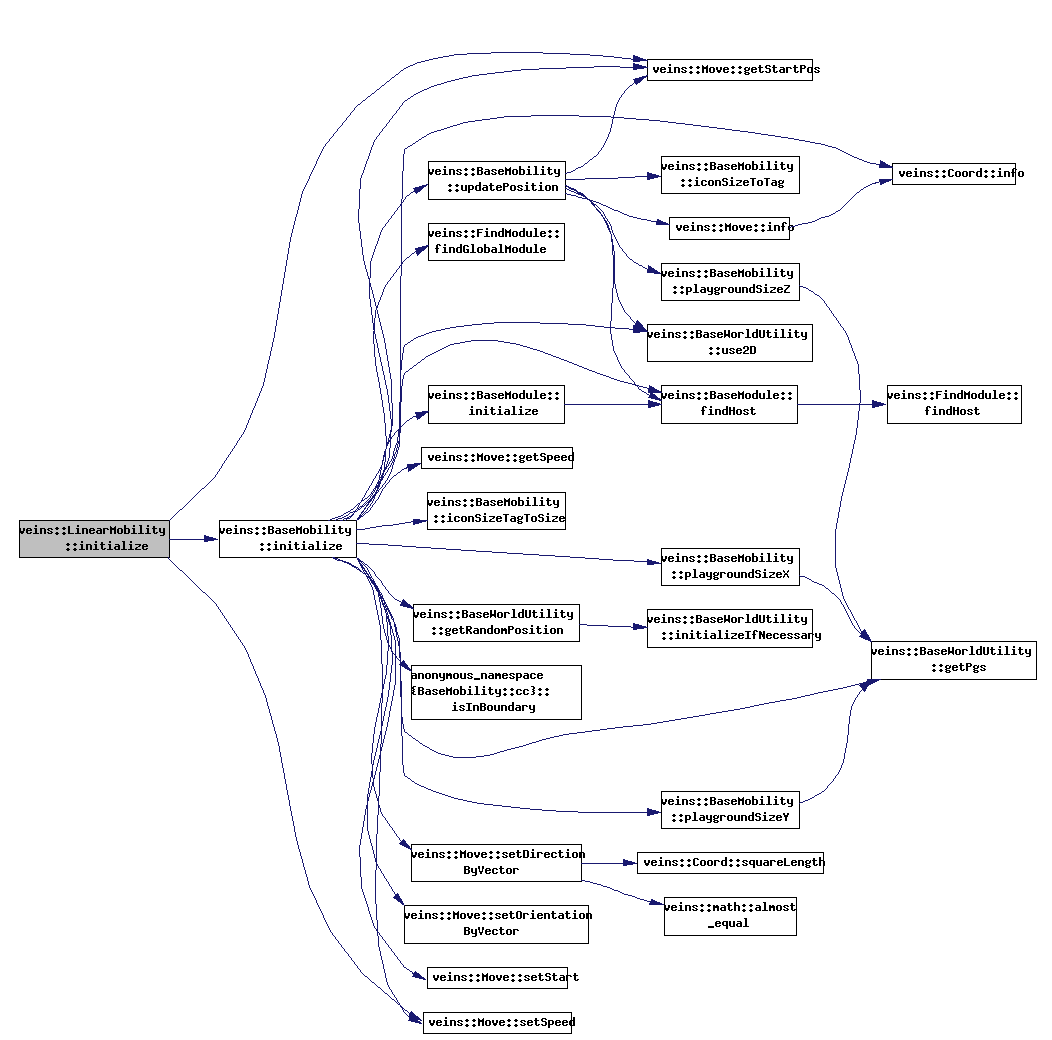 veins::LinearMobility
::initialize
veins::BaseMobility
::initialize
veins::BaseMobility
::updatePosition
veins::FindModule::
findGlobalModule
veins::BaseModule::
initialize
veins::Move::getSpeed
veins::BaseMobility
::iconSizeTagToSize
veins::BaseWorldUtility
::getRandomPosition
anonymous_namespace
{BaseMobility::cc}::
isInBoundary
veins::Move::setDirection
ByVector
veins::Move::setOrientation
ByVector
veins::Move::setStart
veins::Move::setSpeed
veins::Move::getStartPos
veins::BaseMobility
::iconSizeToTag
veins::Move::info
veins::BaseMobility
::playgroundSizeZ
veins::BaseWorldUtility
::use2D
veins::BaseModule::
findHost
veins::BaseMobility
::playgroundSizeX
veins::BaseWorldUtility
::initializeIfNecessary
veins::BaseMobility
::playgroundSizeY
veins::Coord::squareLength
veins::math::almost
_equal
veins::Coord::info
veins::FindModule::
findHost
veins::BaseWorldUtility
::getPgs